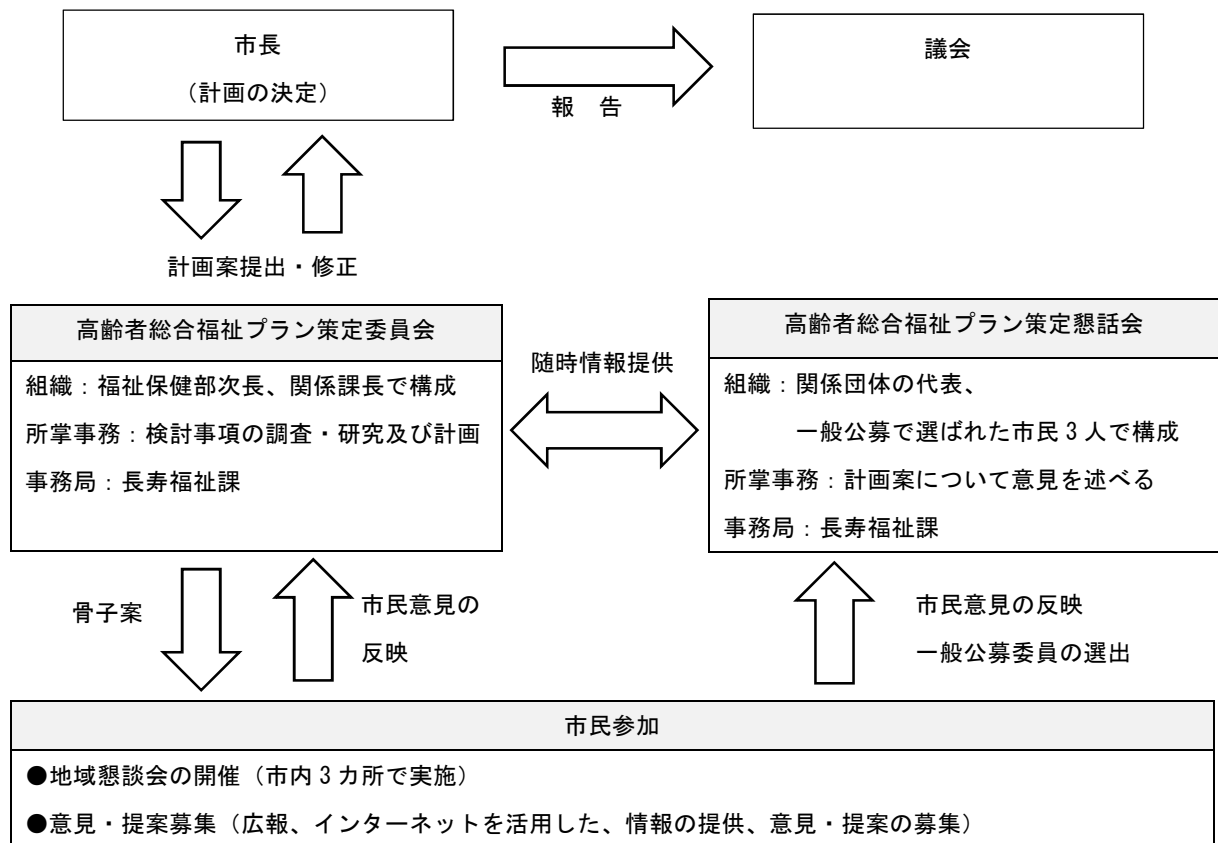 市長
（計画の決定）
報　告
議会
計画案提出・修正
高齢者総合福祉プラン策定委員会
組織：福祉保健部次長、関係課長で構成
所掌事務：検討事項の調査・研究及び計画
事務局：長寿福祉課
随時情報提供
高齢者総合福祉プラン策定懇話会
組織：関係団体の代表、
一般公募で選ばれた市民3人で構成
所掌事務：計画案について意見を述べる
事務局：長寿福祉課
骨子案
市民意見の
反映
市民意見の反映
一般公募委員の選出
市民参加
●地域懇談会の開催（市内3カ所で実施）
●意見・提案募集（広報、インターネットを活用した、情報の提供、意見・提案の募集）